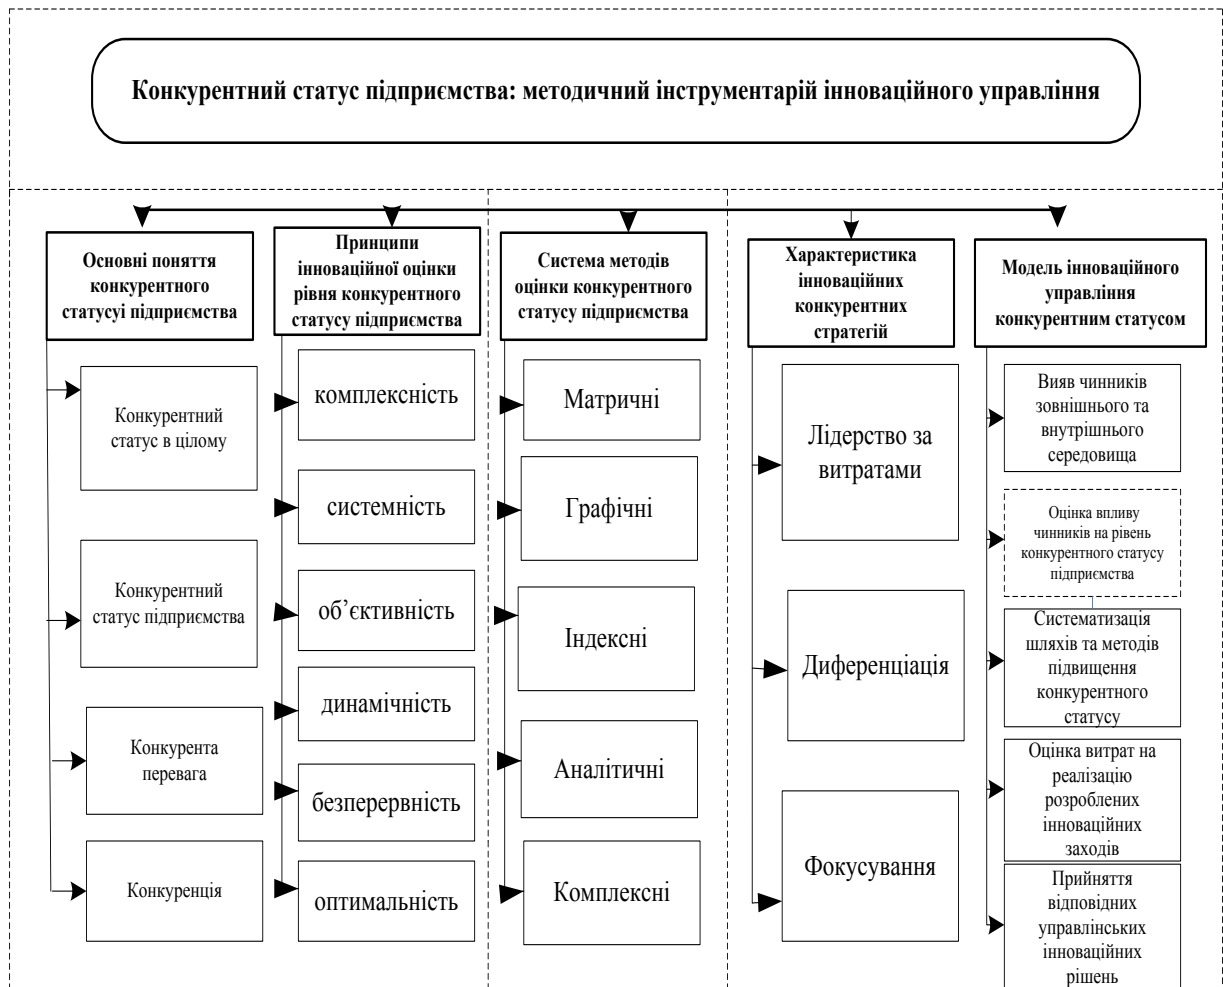 Конкурентний статус підприємства: методичний інструментарій інноваційного управління
Основні поняття
конкурентного
статусуі підприємства
Конкурентний
статус в цілому
Конкурентний
статус підприємства
Конкурента
перевага
Конкуренція
Принципи
інноваційної оцінки
рівня конкурентного
статусу підприємства
комплексність
системність
об’єктивність
динамічність
безперервність
оптимальність
Система методів
оцінки конкурентного
статусу підприємства
Матричні
Графічні
Індексні
Аналітичні
Комплексні
Характеристика
інноваційних
конкурентних
стратегій
Лідерство за
витратами
Диференціація
Фокусування
Модель інноваційного
управління
конкурентним статусом
Вияв чинників
зовнішнього та
внутрішнього
середовища
Оцінка впливу
чинників на рівень
конкурентного статусу
підприємства
Систематизація
шляхів та методів
підвищення
конкурентного
статусу
Оцінка витрат на
реалізацію
розроблених
інноваційних
заходів
Прийняття
відповідних
управлінських
інноваційних
рішень